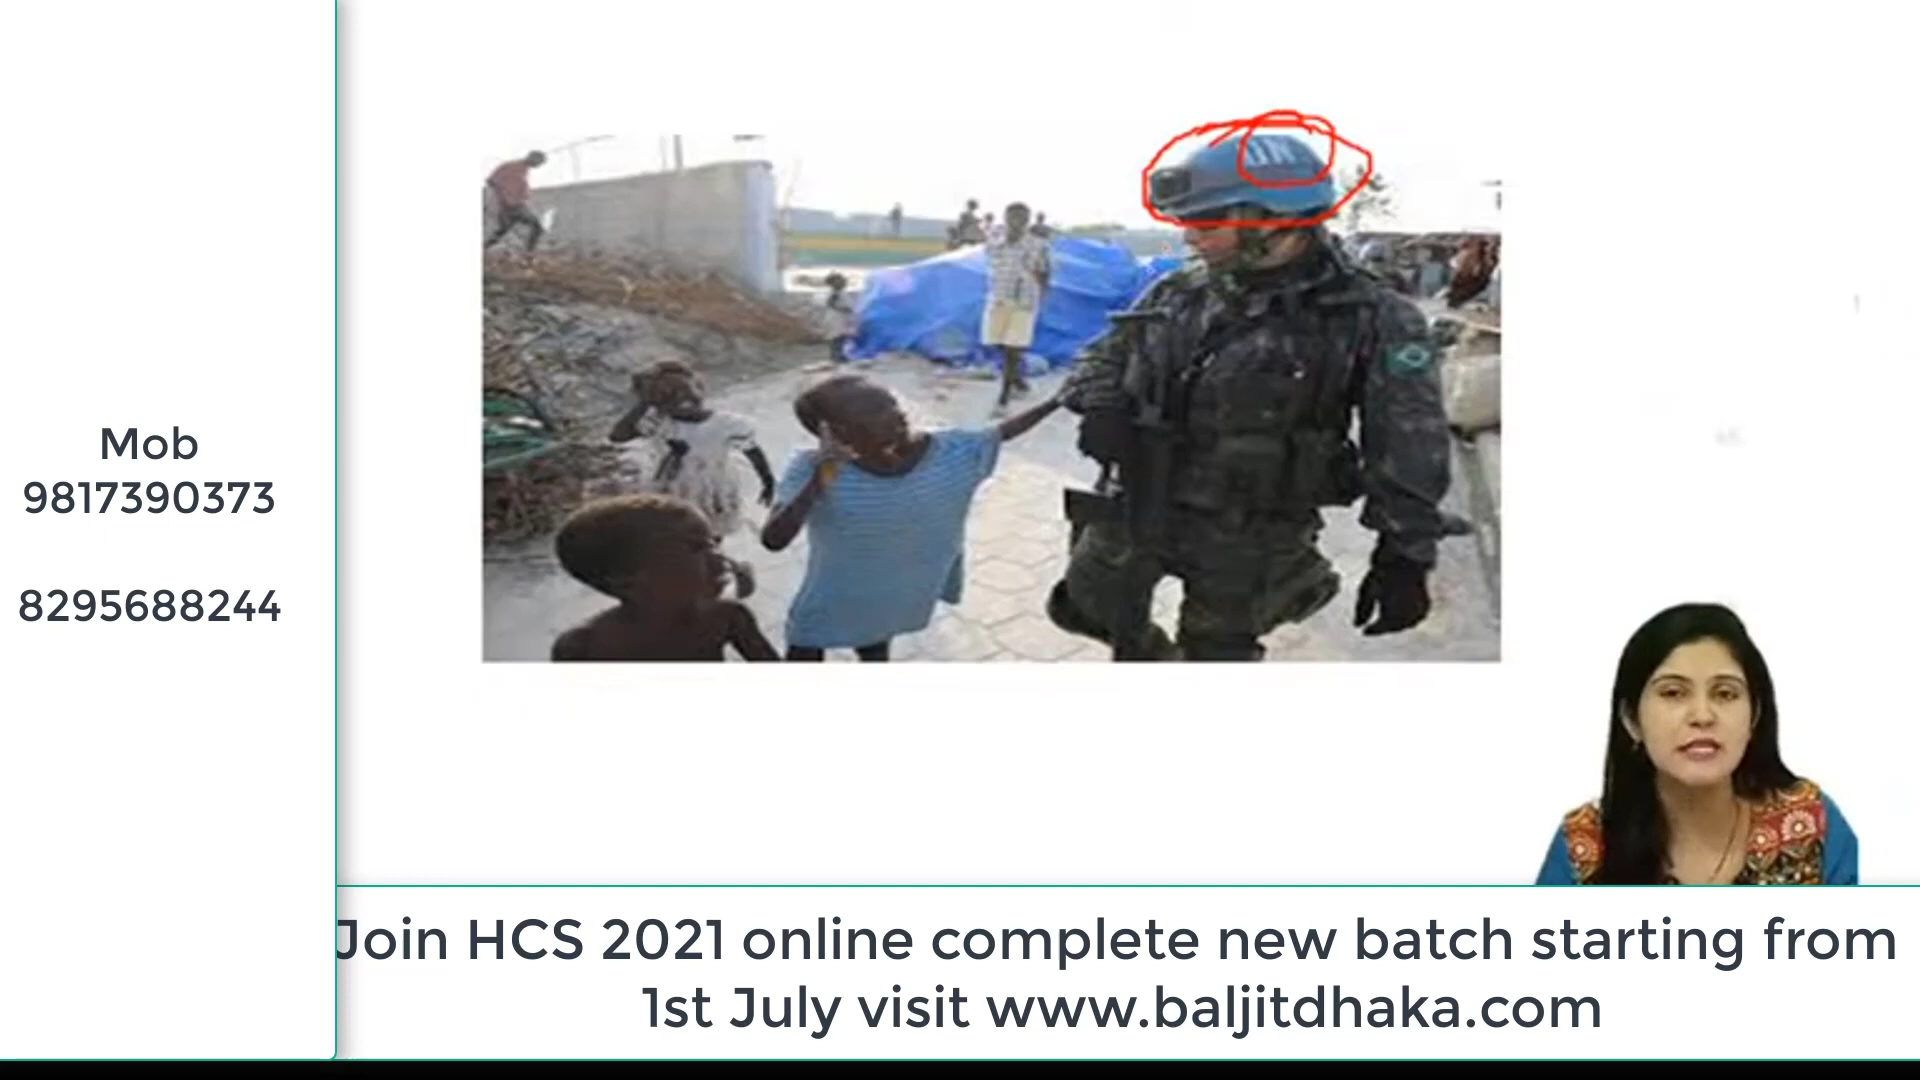 UN
Mob
9817390373
8295688244
Join HCS 2021 online complete new batch starting from
1st July visit www.baljitdhaka.com